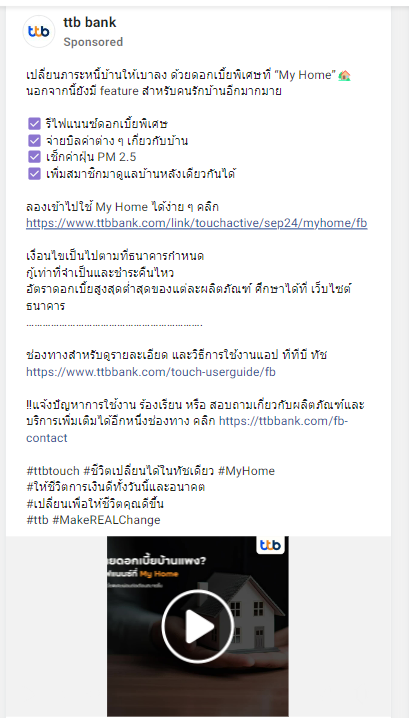 ttb bank
ttb
Sponsored
เปลี่ยนภาระหนี้บ้านให้เบาลง ด้วยดอกเบี้ยพิเศษที่ “My Home” 🏡
นอกจากนี้ยังมี feature สำหรับคนรักบ้านอีกมากมาย
☑ รีไฟแนนซ์ดอกเบี้ยพิเศษ
☑ จ่ายบิลค่าต่าง ๆ เกี่ยวกับบ้าน
☑ เช็กค่าฝุ่น PM 2.5
☑ เพิ่มสมาชิกมาดูแลบ้านหลังเดียวกันได้
ลองเข้าไปใช้ My Home ได้ง่าย ๆ คลิก
https://www.ttbbank.com/link/touchactive/sep24/myhome/fb
เงื่อนไขเป็นไปตามที่ธนาคารกำหนด
กู้เท่าที่จำเป็นและชำระคืนไหว
อัตราดอกเบี้ยสูงสุดต่ำสุดของแต่ละผลิตภัณฑ์ ศึกษาได้ที่ เว็บไซต์
ธนาคาร
...............................................................
ช่องทางสำหรับดูรายละเอียด และวิธีการใช้งานแอป ทีทีบี ทัช
https://www.ttbbank.com/touch-userguide/fb
‼แจ้งปัญหาการใช้งาน ร้องเรียน หรือ สอบถามเกี่ยวกับผลิตภัณฑ์และ
บริการเพิ่มเติมได้อีกหนึ่งช่องทาง คลิก https://ttbbank.com/fb-
contact
#ttbtouch #ชีวิตเปลี่ยนได้ในทัชเดียว #MyHome
#ให้ชีวิตการเงินดีทั้งวันนี้และอนาคต
#เปลี่ยนเพื่อให้ชีวิตคุณดีขึ้น
#ttb #MakeREALChange
ttb
ดอกเบี้ยบ้านแพง?
ที่ My Home